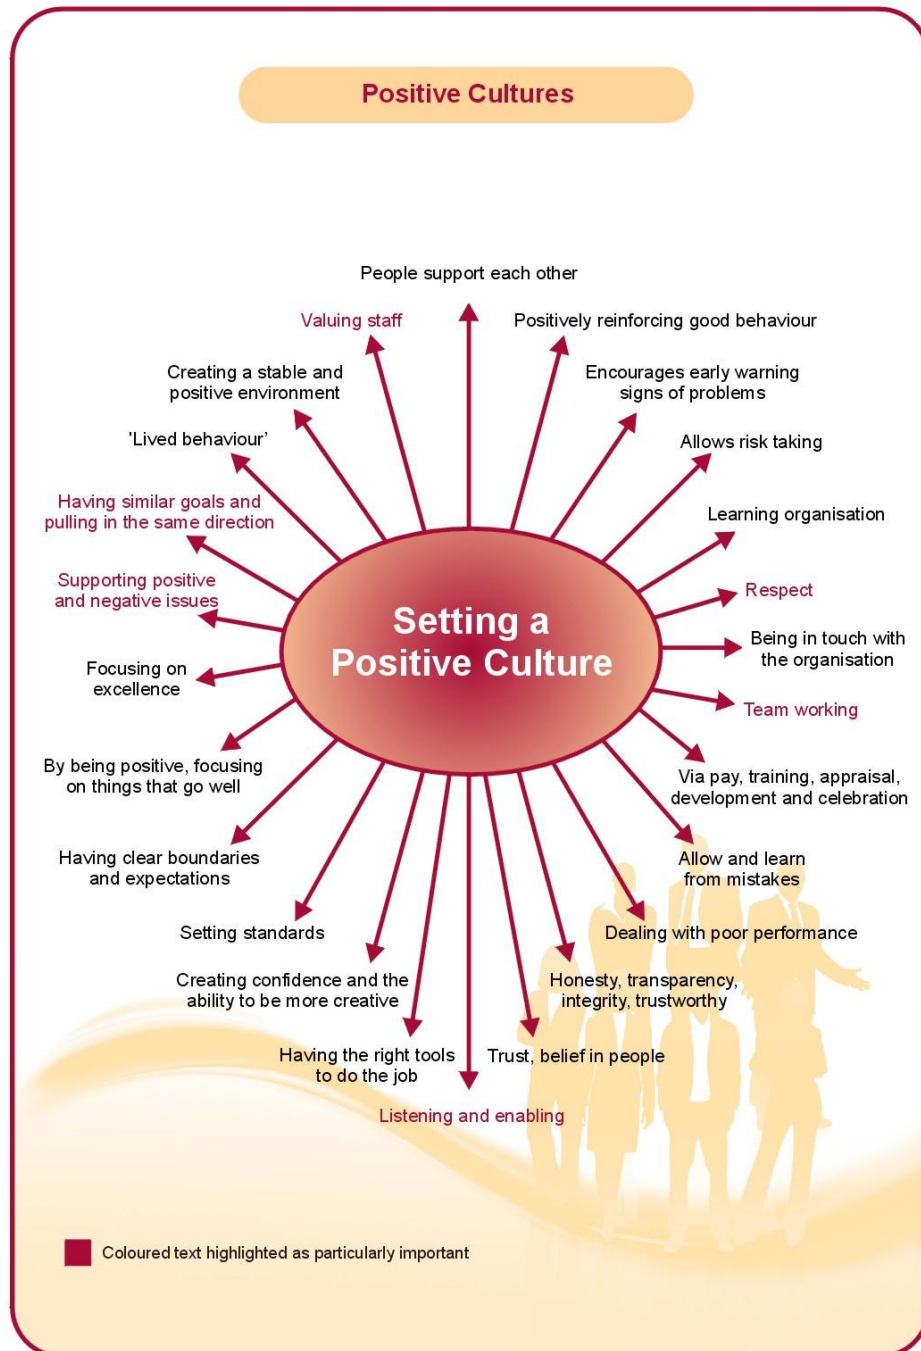 Positive Cultures
People support each other
Valuing staff
Positively reinforcing good behaviour
Creating a stable and
positive environment
Encourages early warning
signs of problems
'Lived behaviour’
Allows risk taking
Having similar goals and
pulling in the same direction
Learning organisation
Supporting positive
and negative issues
Respect
Setting a
Positive Culture
Being in touch with
the organisation
Focusing on
excellence
Team working
By being positive, focusing
on things that go well
Via pay, training, appraisal,
development and celebration
Having clear boundaries
and expectations
Allow and learn
from mistakes
Setting standards
Dealing with poor performance
Creating confidence and the
ability to be more creative
Honesty, transparency,
integrity, trustworthy
Having the right tools
to do the job
Trust, belief in people
Listening and enabling
Coloured text highlighted as particularly important